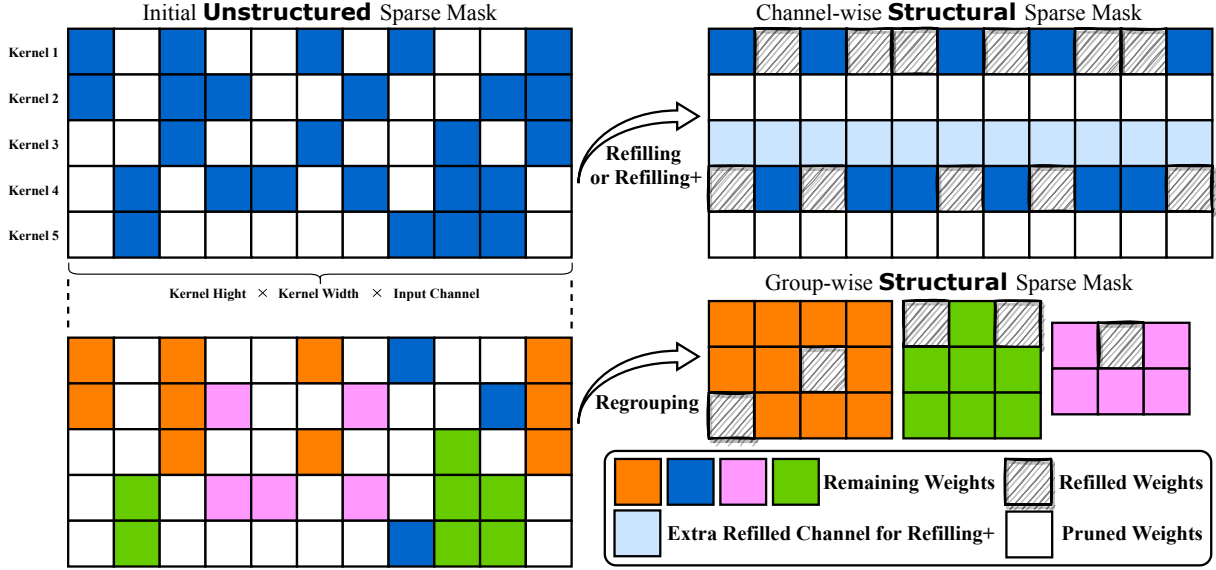 Initial Unstructured Sparse Mask
Kernel 1
Kernel 2
Kernel 3
Kernel 4
Kernel 5
Kernel Hight × Kernel Width × Input Channel
Refilling
or Refilling+
Channel-wise Structural Sparse Mask
Regrouping
Group-wise Structural Sparse Mask
Remaining Weights
Refilled Weights
Extra Refilled Channel for Refilling+
Pruned Weights